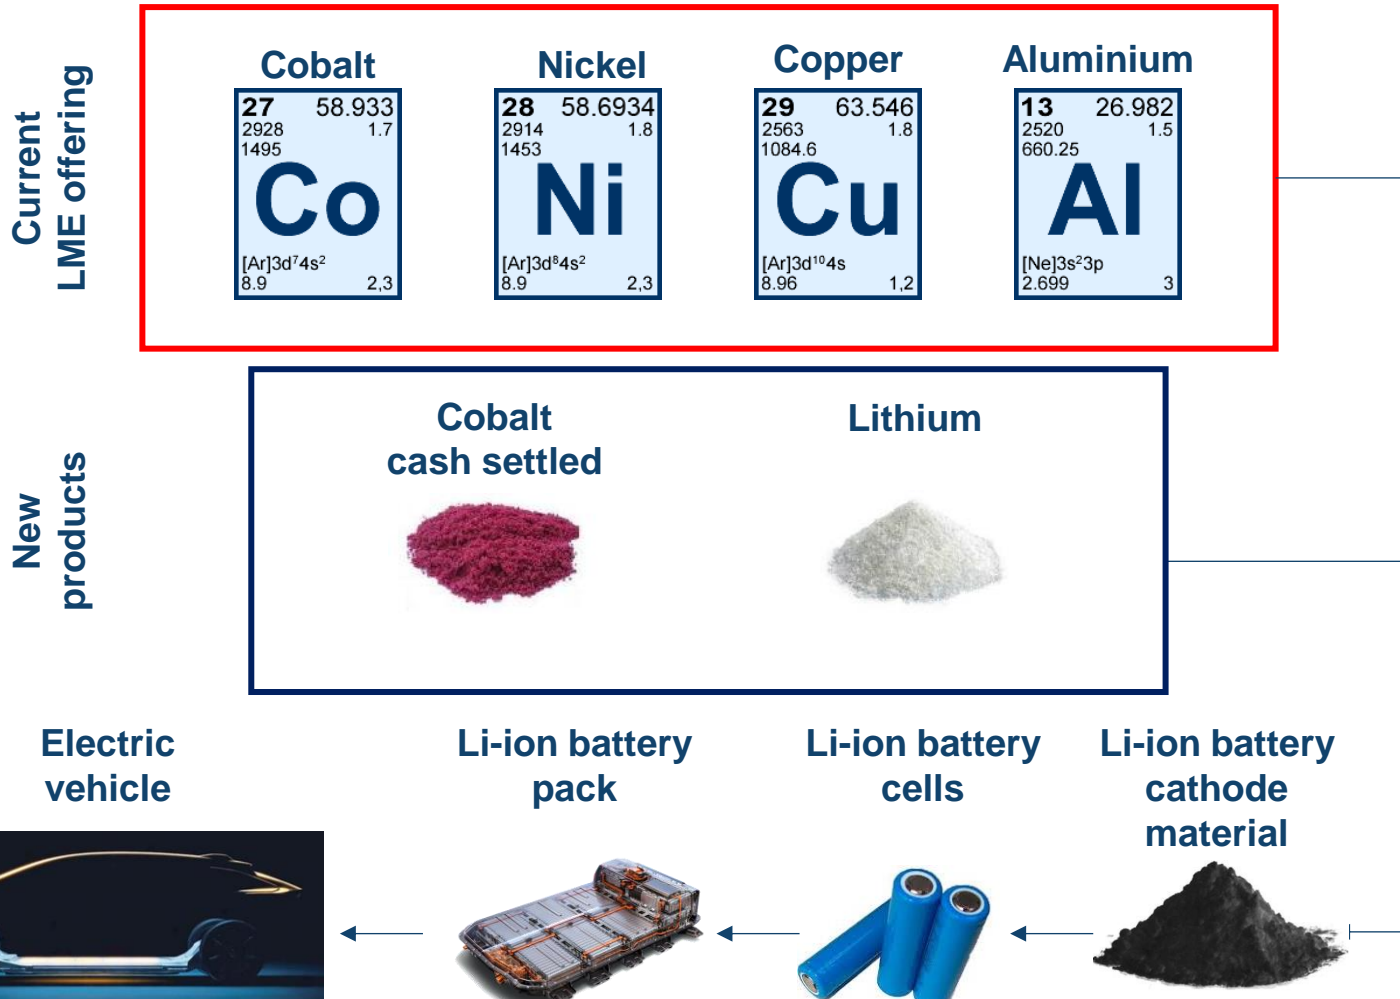 Current
LME offering
Cobalt
27 58.933
2928 1.7
1495
Co
[Ar]3d⁷4s²
8.9 2,3
Nickel
28 58.6934
2914 1.8
1453
Ni
[Ar]3d⁸4s²
8.9 2,3
Copper
29 63.546
2563 1.8
1084.6
Cu
[Ar]3d¹⁰4s
8.96 1,2
Aluminium
13 26.982
2520 1.5
660.25
Al
[Ne]3s²3p
2.699 3
New
products
Cobalt
cash settled
Lithium
Electric
vehicle
Li-ion battery
pack
Li-ion battery
cells
Li-ion battery
cathode
material